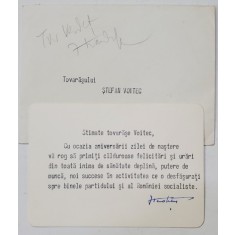 Tovarăşului
ŞTEFAN VOITEC
Stimate tovarăşe Voitec,
Cu ocazia aniversării zilei de naştere
vă rog să primiţi călduroase felicitări şi urări
din toată inima de sănătate deplină, putere de
muncă, noi succese în activitatea ce o desfăşuraţi
spre binele partidului şi al României socialiste.